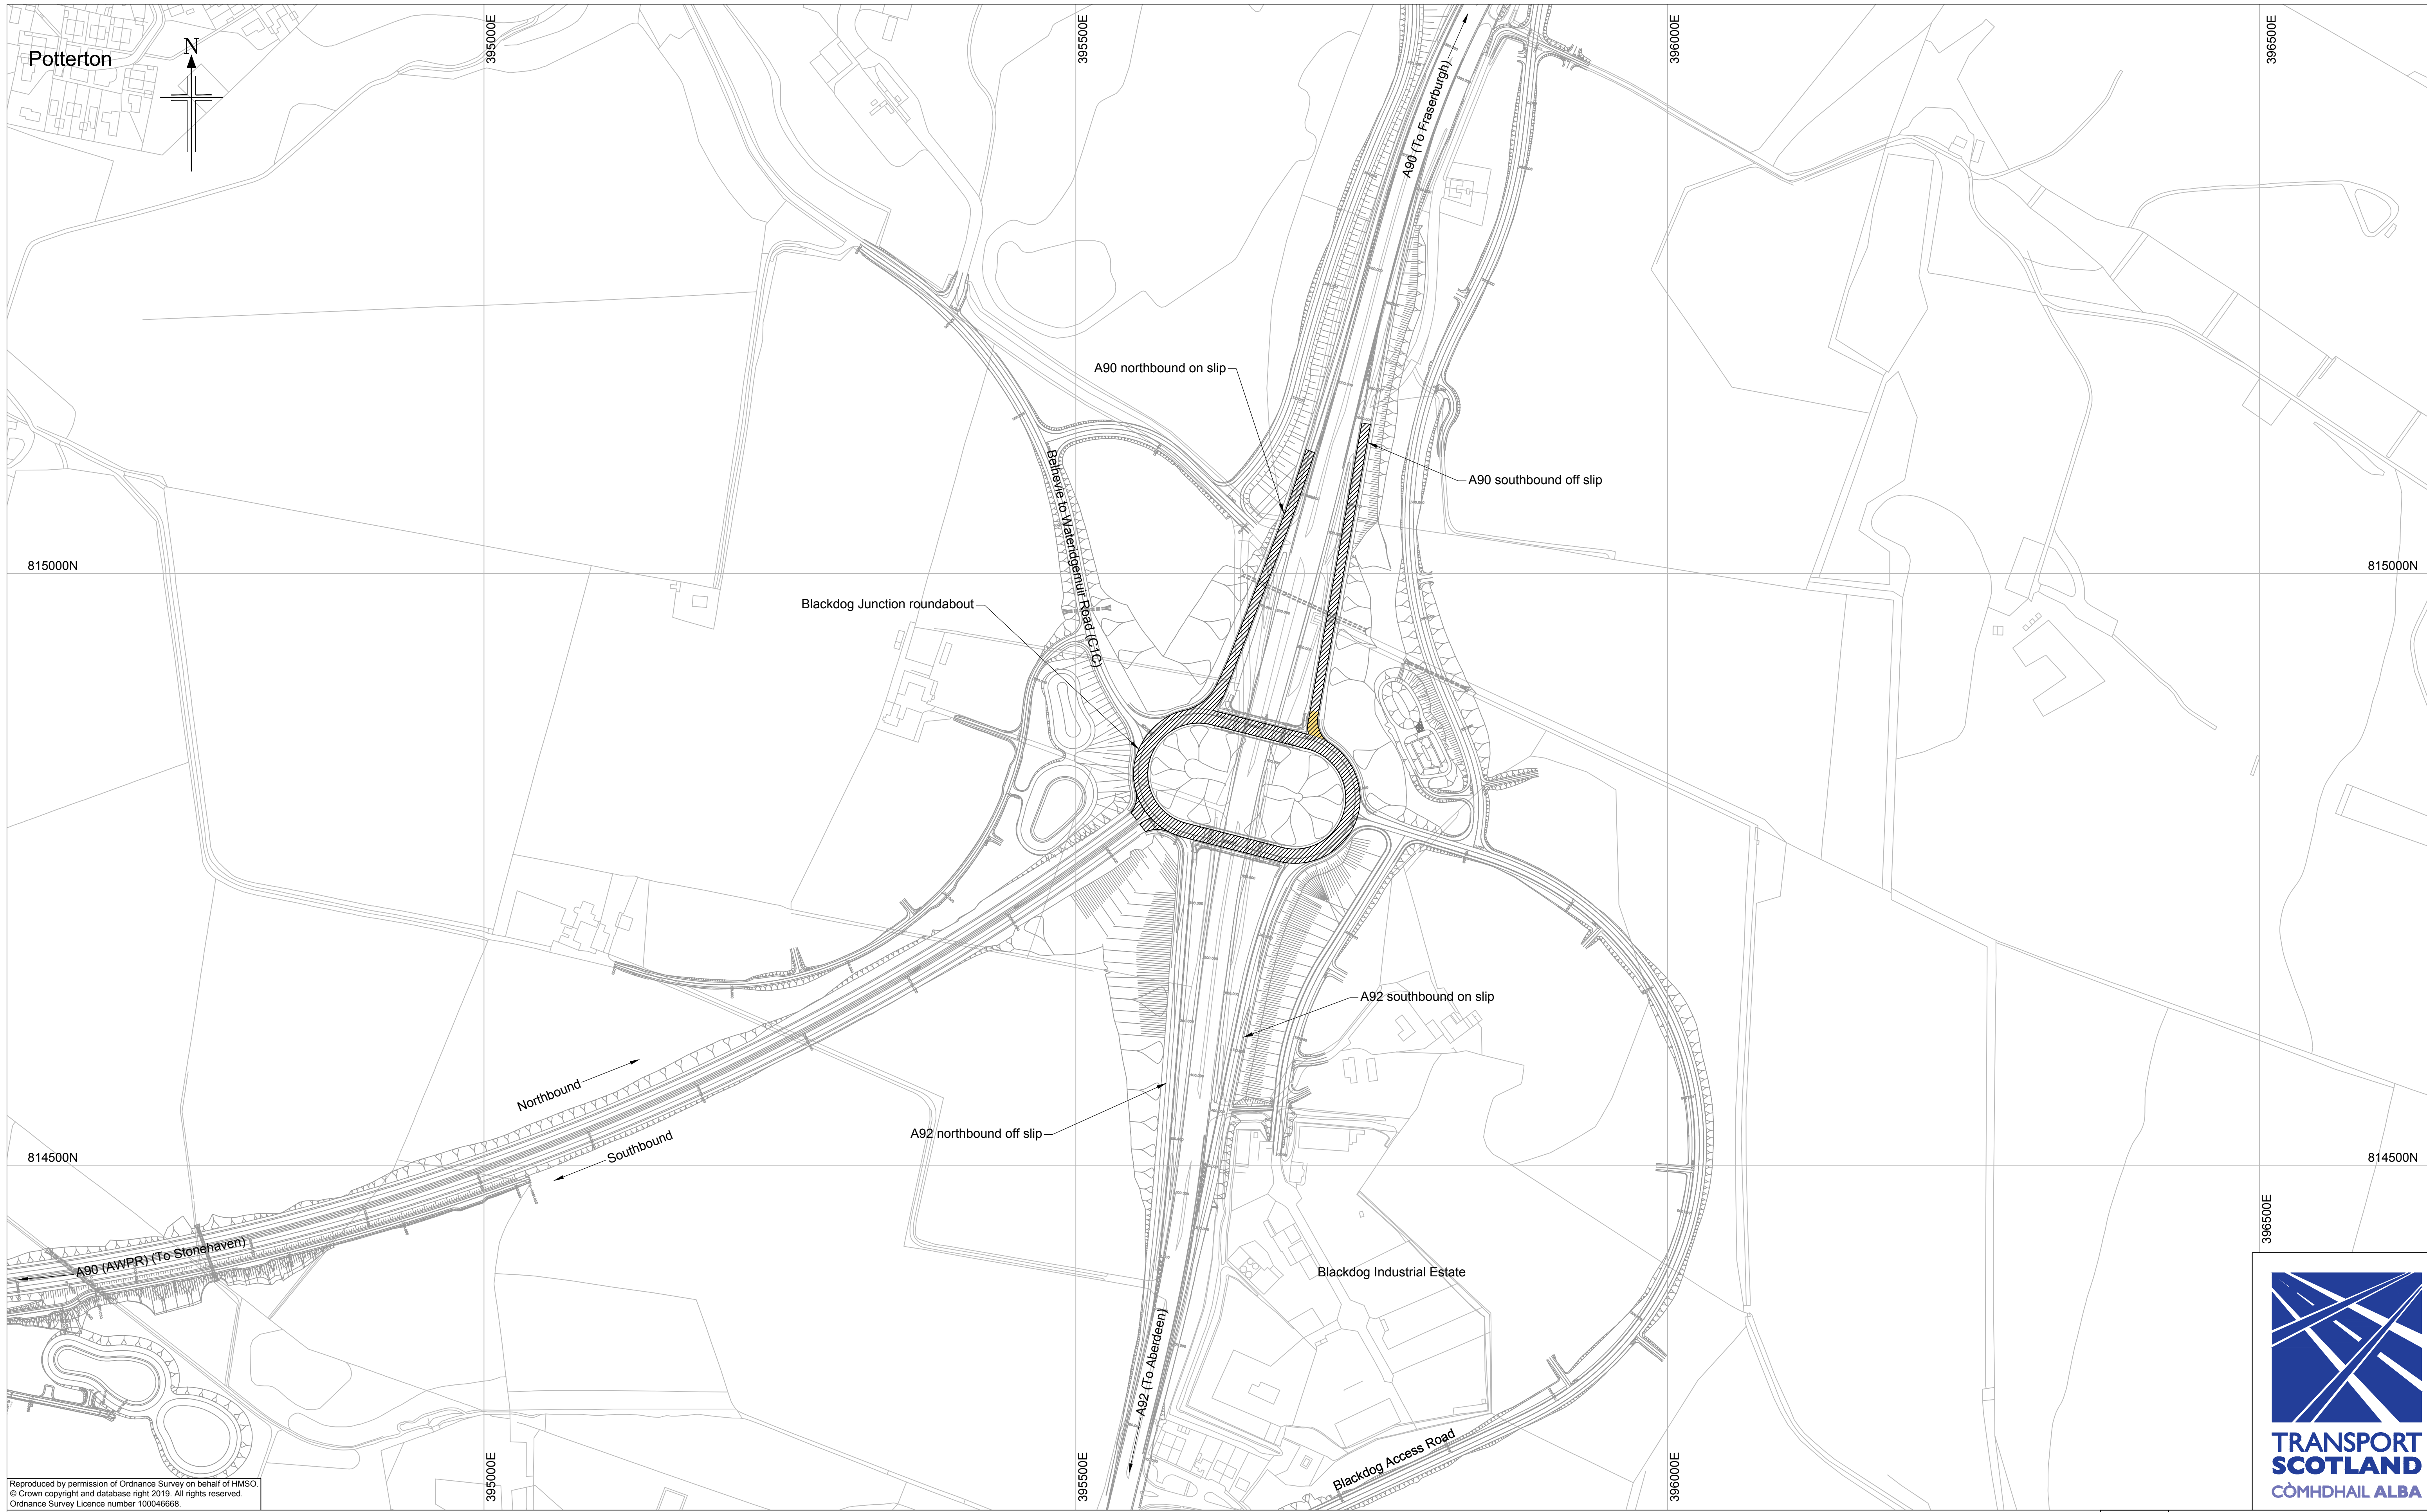 Potterton
N
395000E
395500E
396000E
396500E
A90 (To Fraserburgh)
A90 northbound on slip
A90 southbound off slip
Belhevie to Wateridgemuir Road (C1C)
815000N
815000N
Blackdog Junction roundabout
A92 southbound on slip
Northbound
A92 northbound off slip
Southbound
814500N
814500N
396500E
A90 (AWPR) (To Stonehaven)
Blackdog Industrial Estate
A92 (To Aberdeen)
Blackdog Access Road
395000E
395500E
396000E
Reproduced by permission of Ordnance Survey on behalf of HMSO.
© Crown copyright and database right 2019. All rights reserved.
Ordnance Survey Licence number 100046668.
TRANSPORT
SCOTLAND
CÒMHDHAIL ALBA